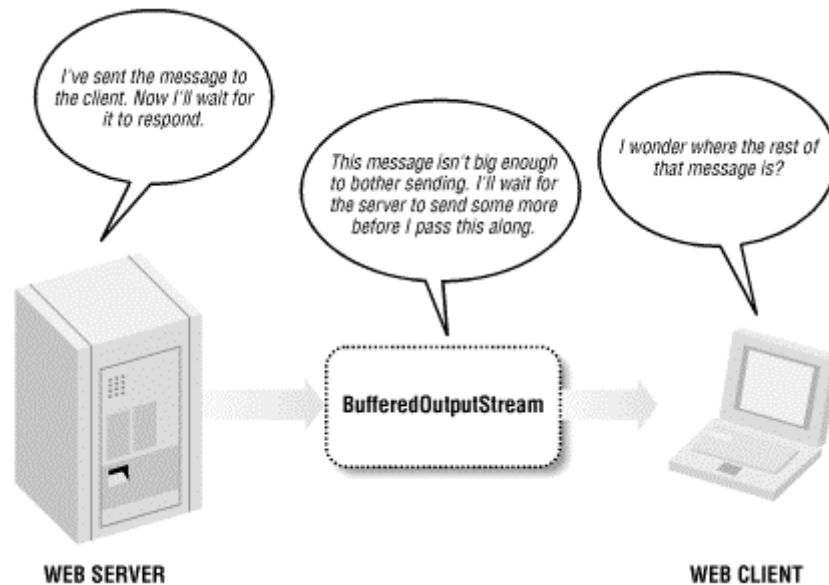 I've sent the message to
the client. Now I'll wait for
it to respond.
This message isn't big enough
to bother sending. I'll wait for
the server to send some more
before I pass this along.
I wonder where the rest of
that message is?
BufferedOutputStream
WEB SERVER
WEB CLIENT